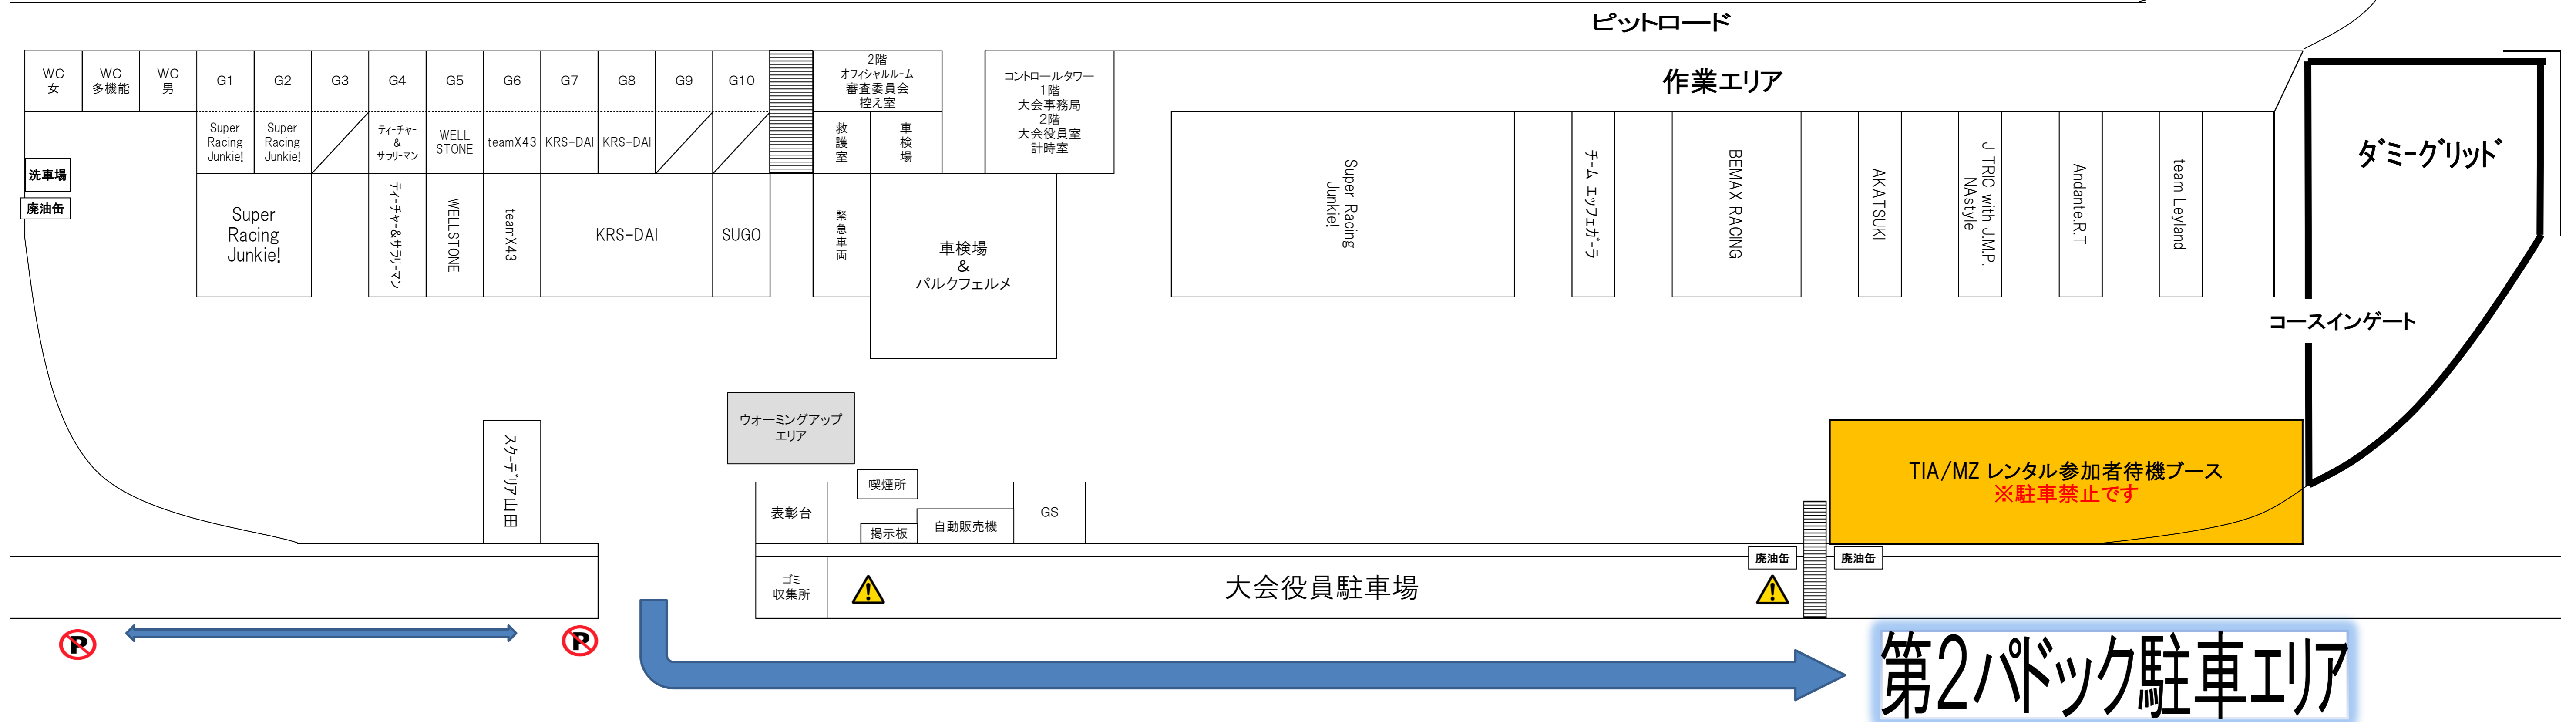 ピットロード
WC
女
WC
多機能
WC
男
G1
G2
G3
G4
G5
G6
G7
G8
G9
G10
2階
オフィシャルルーム
審査委員会
控え室
コントロールタワー
1階
大会事務局
2階
大会役員室
計時室
作業エリア
ダミーグリッド
Super
Racing
Junkie!
Super
Racing
Junkie!
ティーチャー
&
サラリーマン
WELL
STONE
teamX43
KRS-DAI
KRS-DAI
救護室
車検場
洗車場
廃油缶
Super
Racing
Junkie!
ティーチャー&サラリーマン
WELLSTONE
teamX43
KRS-DAI
SUGO
緊急車両
車検場
&
パルクフェルメ
Super Racing
Junkie!
チーム エッフェガーラ
BEMAX RACING
AKATSUKI
J TRIC with J.M.P.
NAstyle
Andante.R.T
team Leyland
コースインゲート
ウォーミングアップ
エリア
スクーデリア山田
喫煙所
表彰台
掲示板
自動販売機
GS
TIA/MZ レンタル参加者待機ブース
※駐車禁止です
廃油缶
廃油缶
ゴミ
収集所
大会役員駐車場
第2パドック駐車エリア